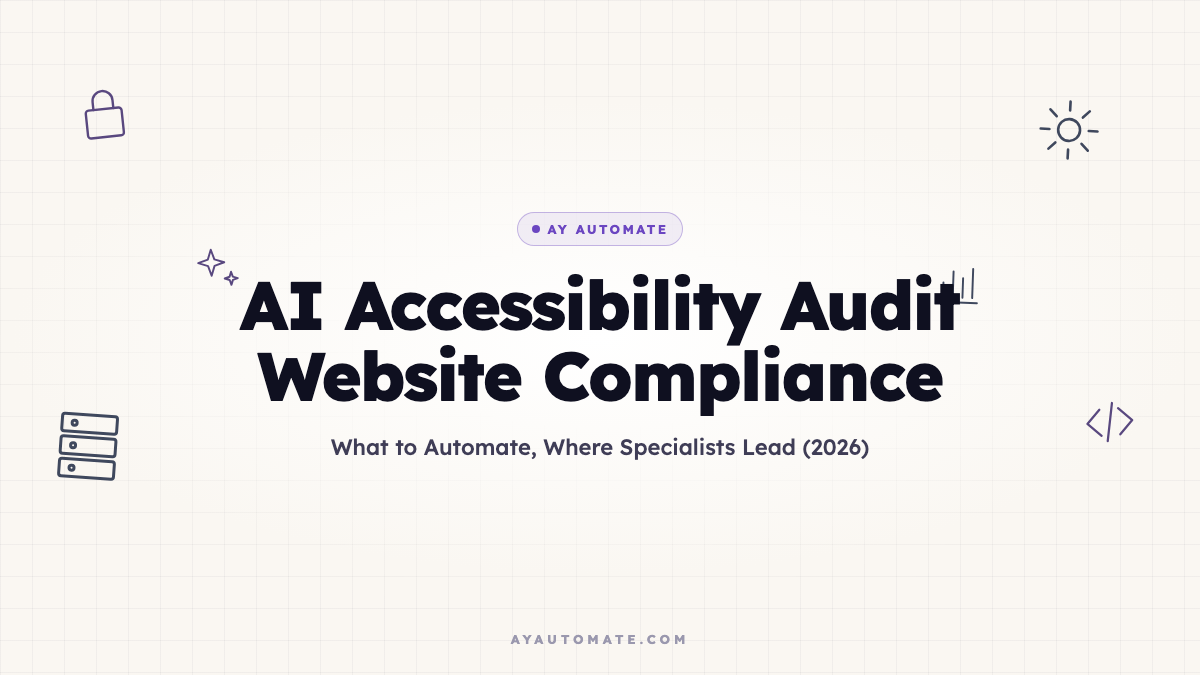 AY AUTOMATE
AI Accessibility Audit
Website Compliance
What to Automate, Where Specialists Lead (2026)
AYAUTOMATE.COM